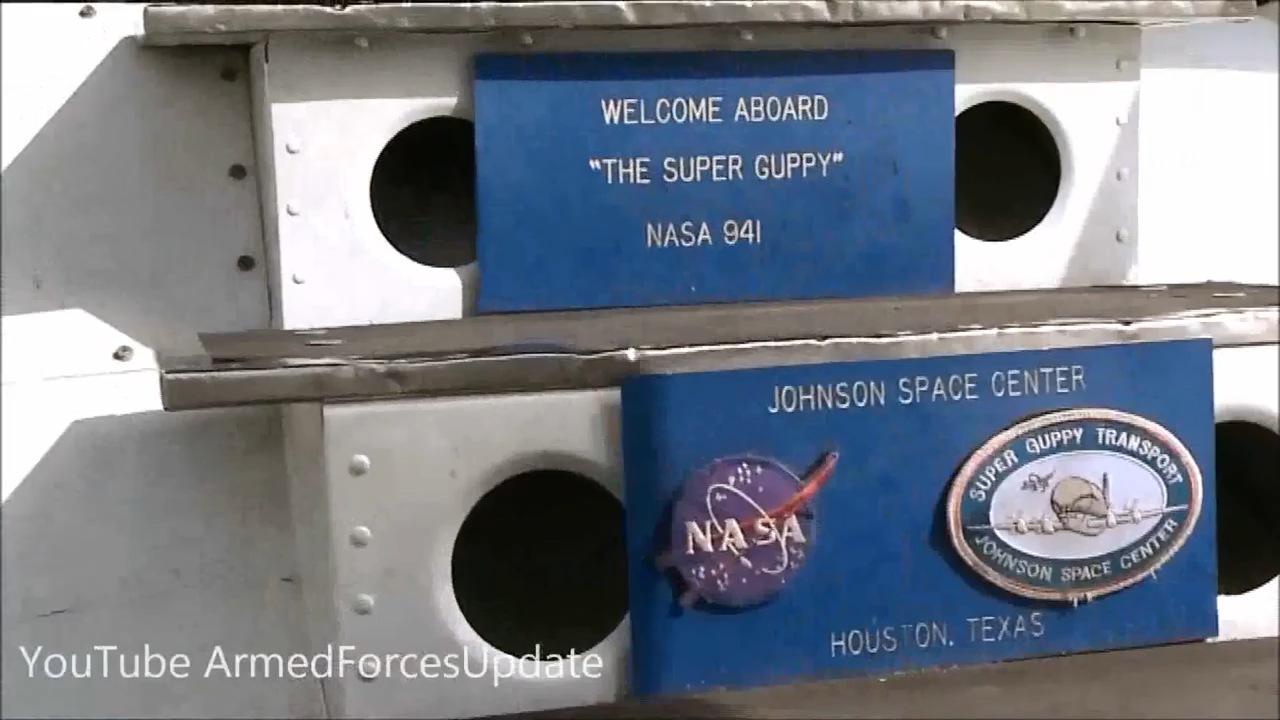 WELCOME ABOARD
"THE SUPER GUPPY"
NASA 941
JOHNSON SPACE CENTER
NASA
SUPER GUPPY TRANSPORT
JOHNSON SPACE CENTER
HOUSTON, TEXAS
YouTube ArmedForcesUpdate